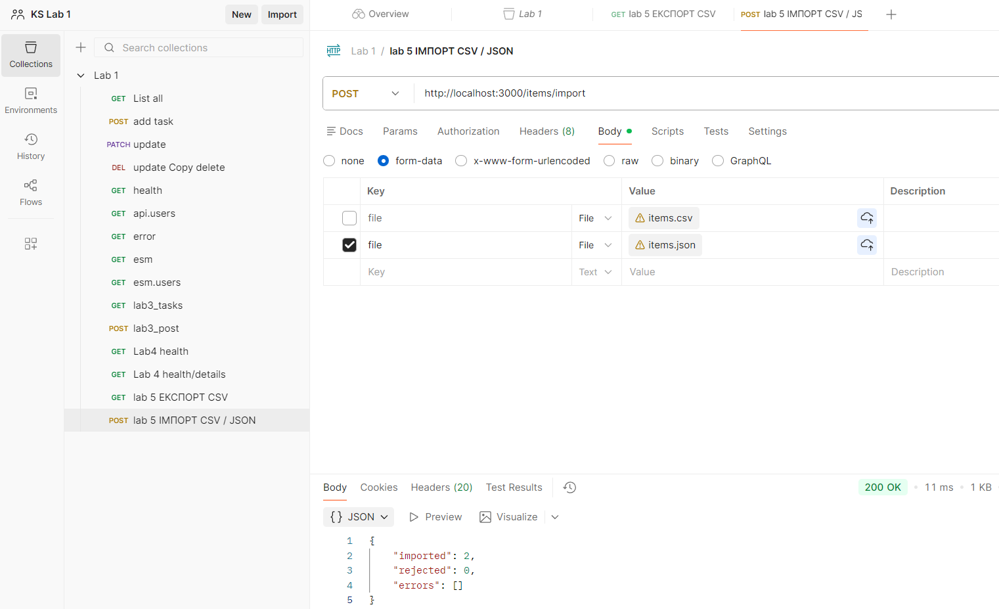 KS Lab 1
New
Import
Overview
Lab 1
GET lab 5 ЕКСПОРТ CSV
POST lab 5 ІМПОРТ CSV / JS
Collections
Environments
History
Flows
Search collections
Lab 1
GET List all
POST add task
PATCH update
DEL update Copy delete
GET health
GET api.users
GET error
GET esm
GET esm.users
GET lab3_tasks
POST lab3_post
GET Lab4 health
GET Lab 4 health/details
GET lab 5 ЕКСПОРТ CSV
POST lab 5 ІМПОРТ CSV / JSON
HTTP Lab 1 / lab 5 ІМПОРТ CSV / JSON
POST http://localhost:3000/items/import
Docs Params Authorization Headers (8) Body Scripts Tests Settings
none form-data x-www-form-urlencoded raw binary GraphQL
Key Value Description
file File items.csv
file File items.json
Key Text Value Description
Body Cookies Headers (20) Test Results 200 OK 11 ms 1 KB
{} JSON Preview Visualize
1 {
2 "imported": 2,
3 "rejected": 0,
4 "errors": []
5 }